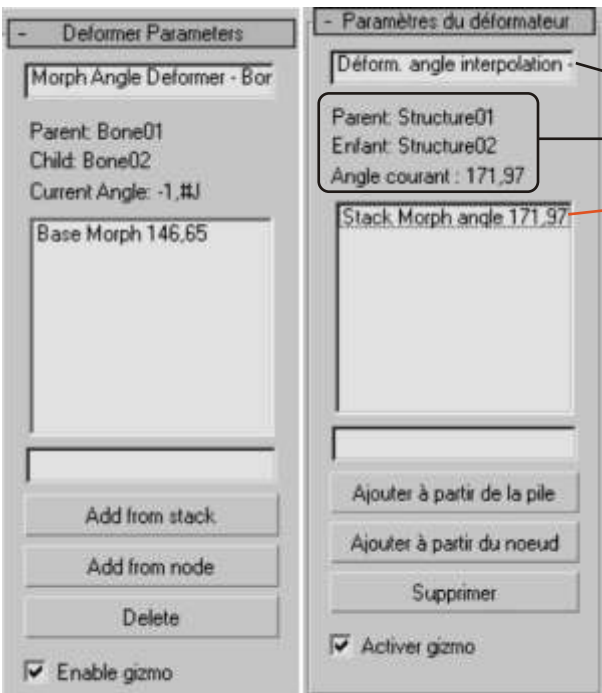 - Deformer Parameters
Morph Angle Deformer - Bor
Parent: Bone01
Child: Bone02
Current Angle: -1,#J
Base Morph 146,65
Add from stack
Add from node
Delete
Enable gizmo
- Paramètres du déformateur
Déform. angle interpolation -
Parent: Structure01
Enfant: Structure02
Angle courant : 171,97
Stack Morph angle 171,97
Ajouter à partir de la pile
Ajouter à partir du noeud
Supprimer
Activer gizmo